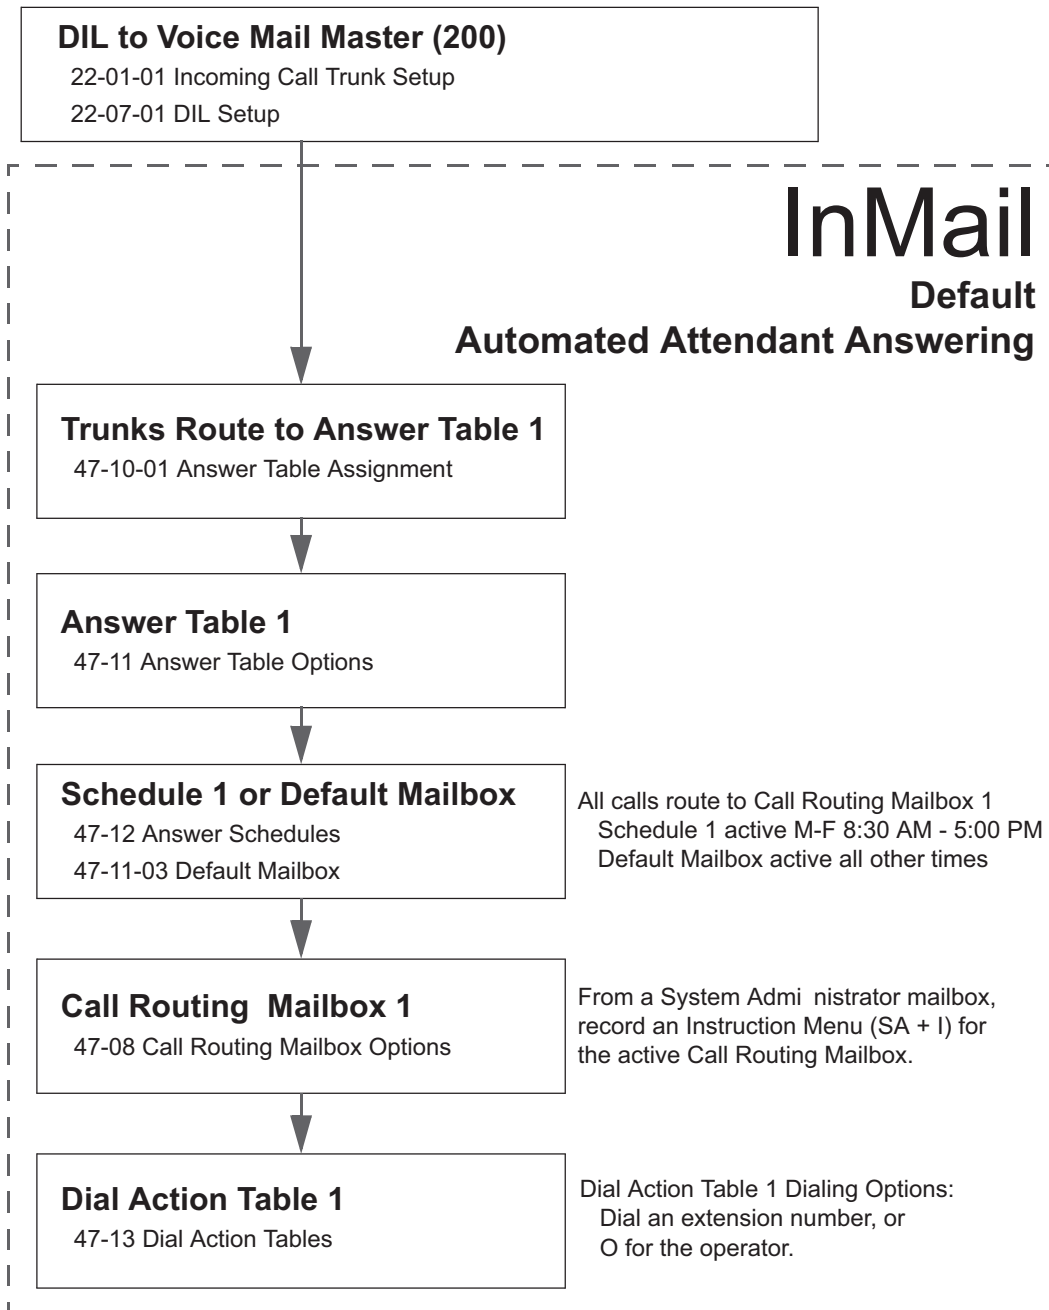 DIL to Voice Mail Master (200)
22-01-01 Incoming Call Trunk Setup
22-07-01 DIL Setup
InMail
Default
Automated Attendant Answering
Trunks Route to Answer Table 1
47-10-01 Answer Table Assignment
Answer Table 1
47-11 Answer Table Options
Schedule 1 or Default Mailbox
47-12 Answer Schedules
47-11-03 Default Mailbox
All calls route to Call Routing Mailbox 1
Schedule 1 active M-F 8:30 AM - 5:00 PM
Default Mailbox active all other times
Call Routing  Mailbox 1
47-08 Call Routing Mailbox Options
From a System Admi nistrator mailbox,
record an Instruction Menu (SA + I) for
the active Call Routing Mailbox.
Dial Action Table 1
47-13 Dial Action Tables
Dial Action Table 1 Dialing Options:
Dial an extension number, or
O for the operator.